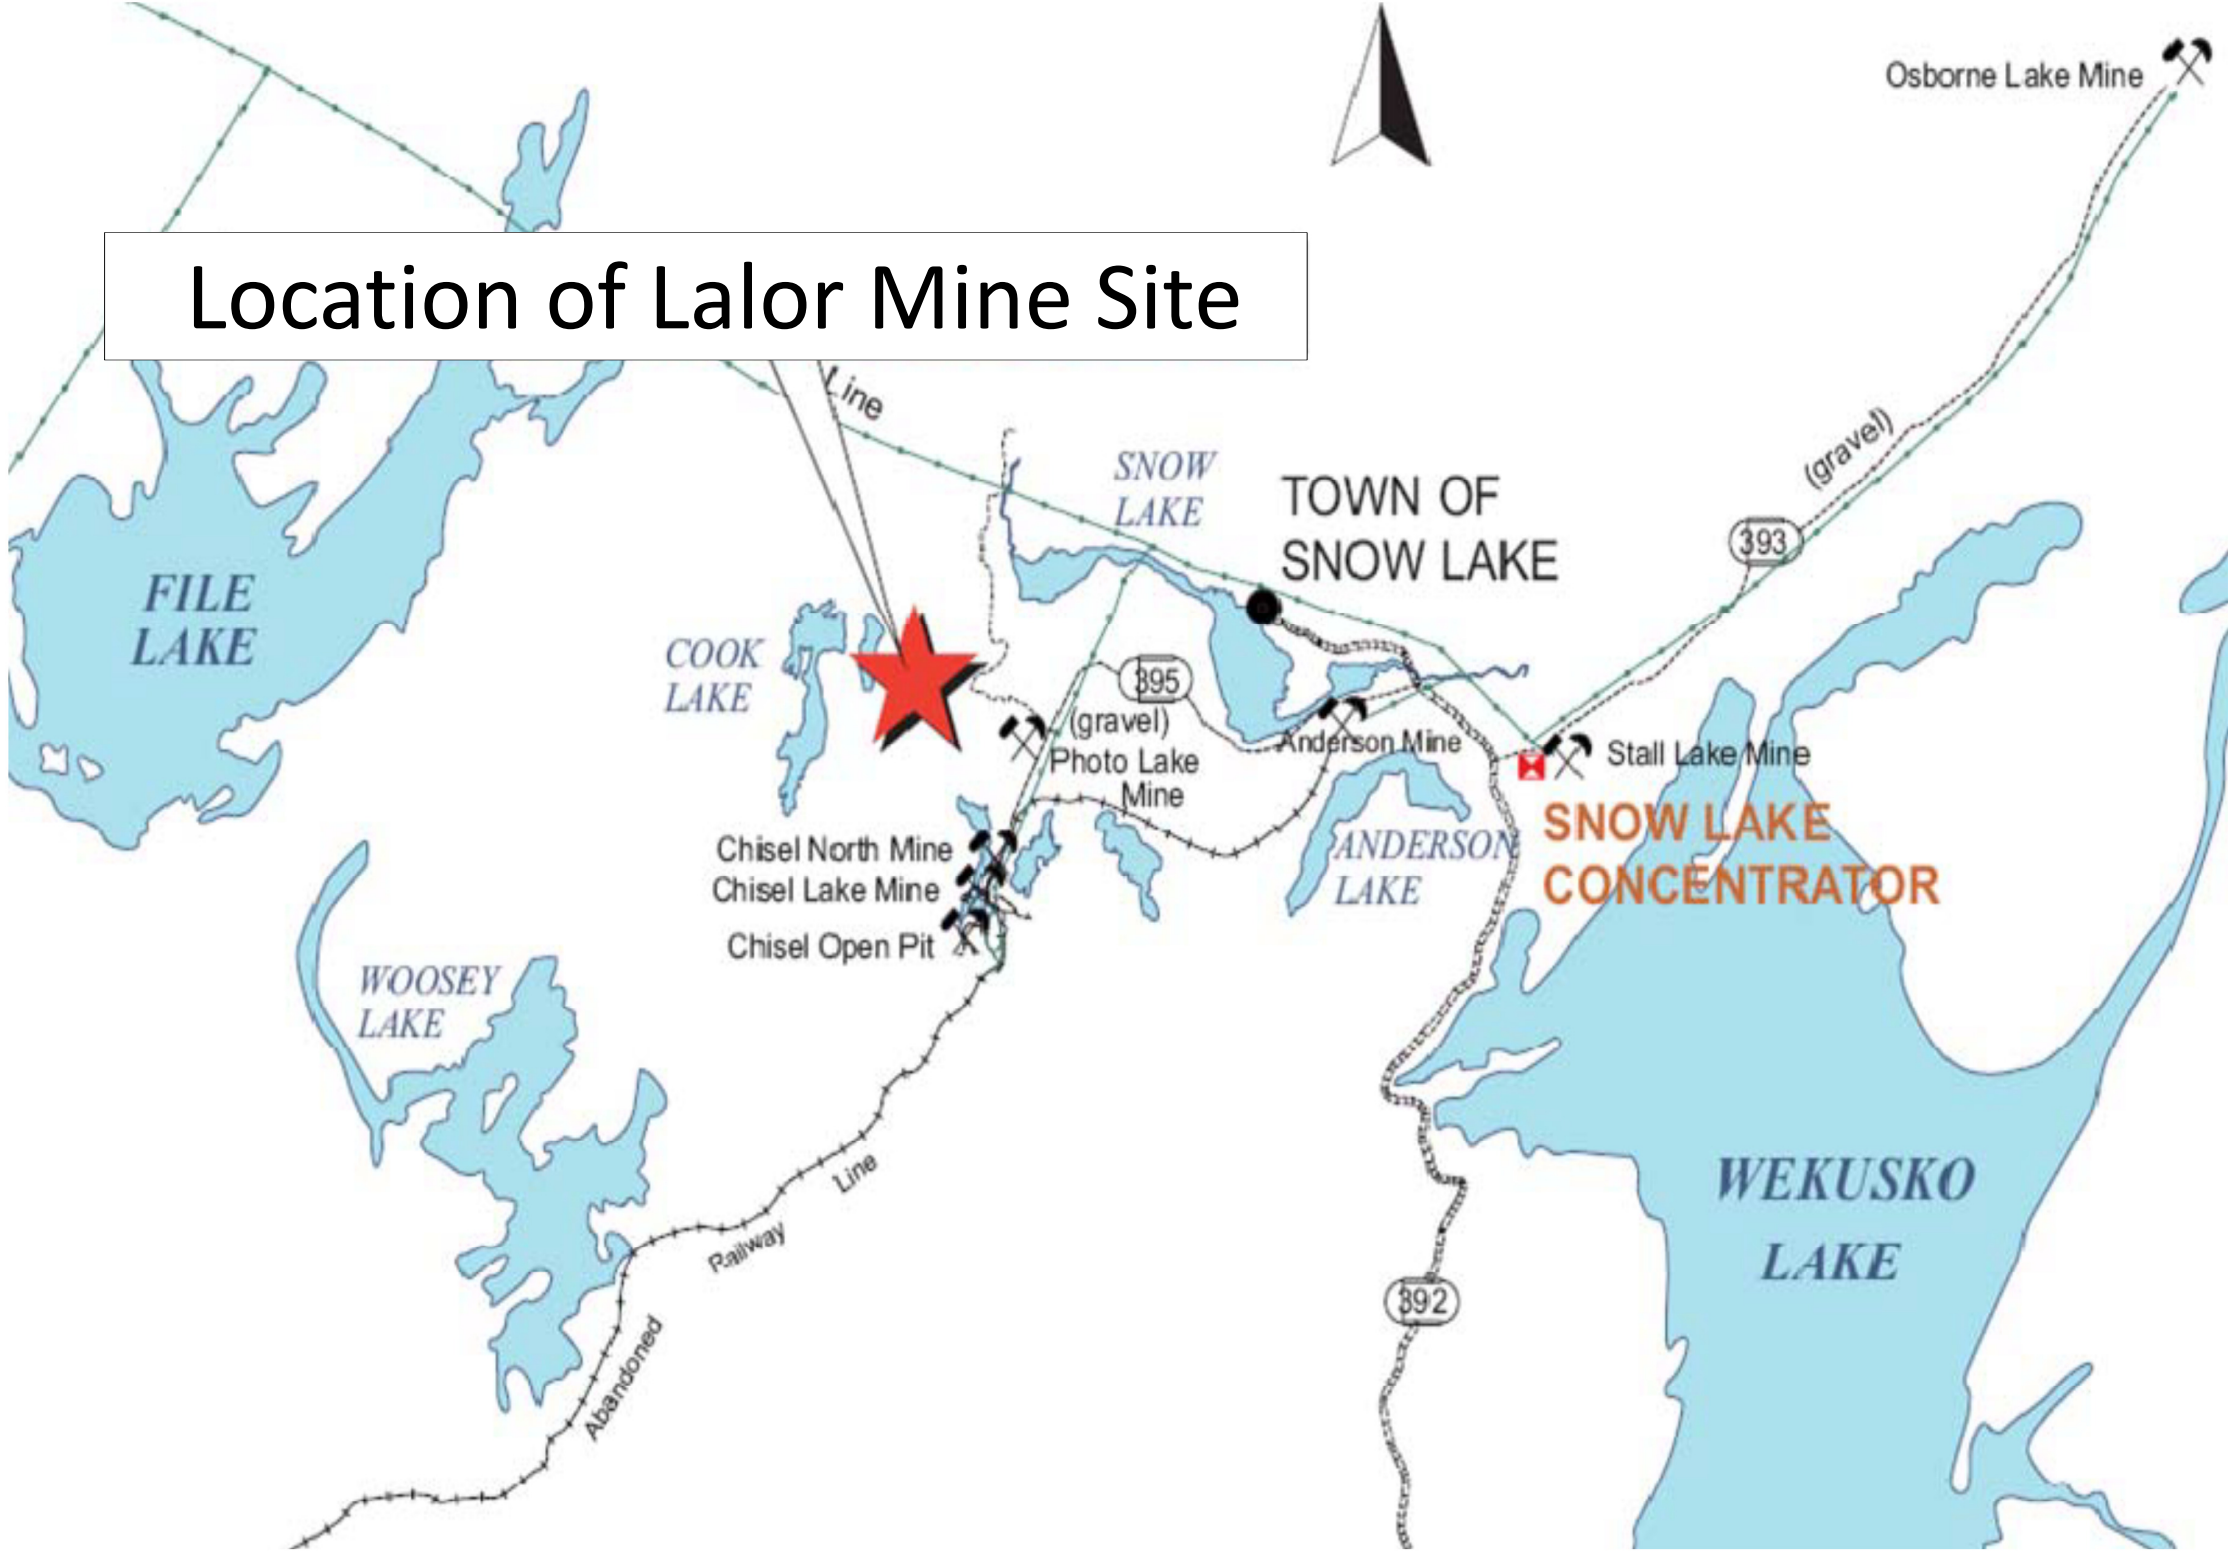 Osborne Lake Mine
Location of Lalor Mine Site
Line
(gravel)
SNOW
LAKE
TOWN OF
SNOW LAKE
393
FILE
LAKE
COOK
LAKE
395
(gravel)
Photo Lake
Mine
Anderson Mine
Stall Lake Mine
SNOW LAKE
CONCENTRATOR
Chisel North Mine
Chisel Lake Mine
Chisel Open Pit
ANDERSON
LAKE
WOOSEY
LAKE
WEKUSKO
LAKE
Line
Railway
Abandoned
392